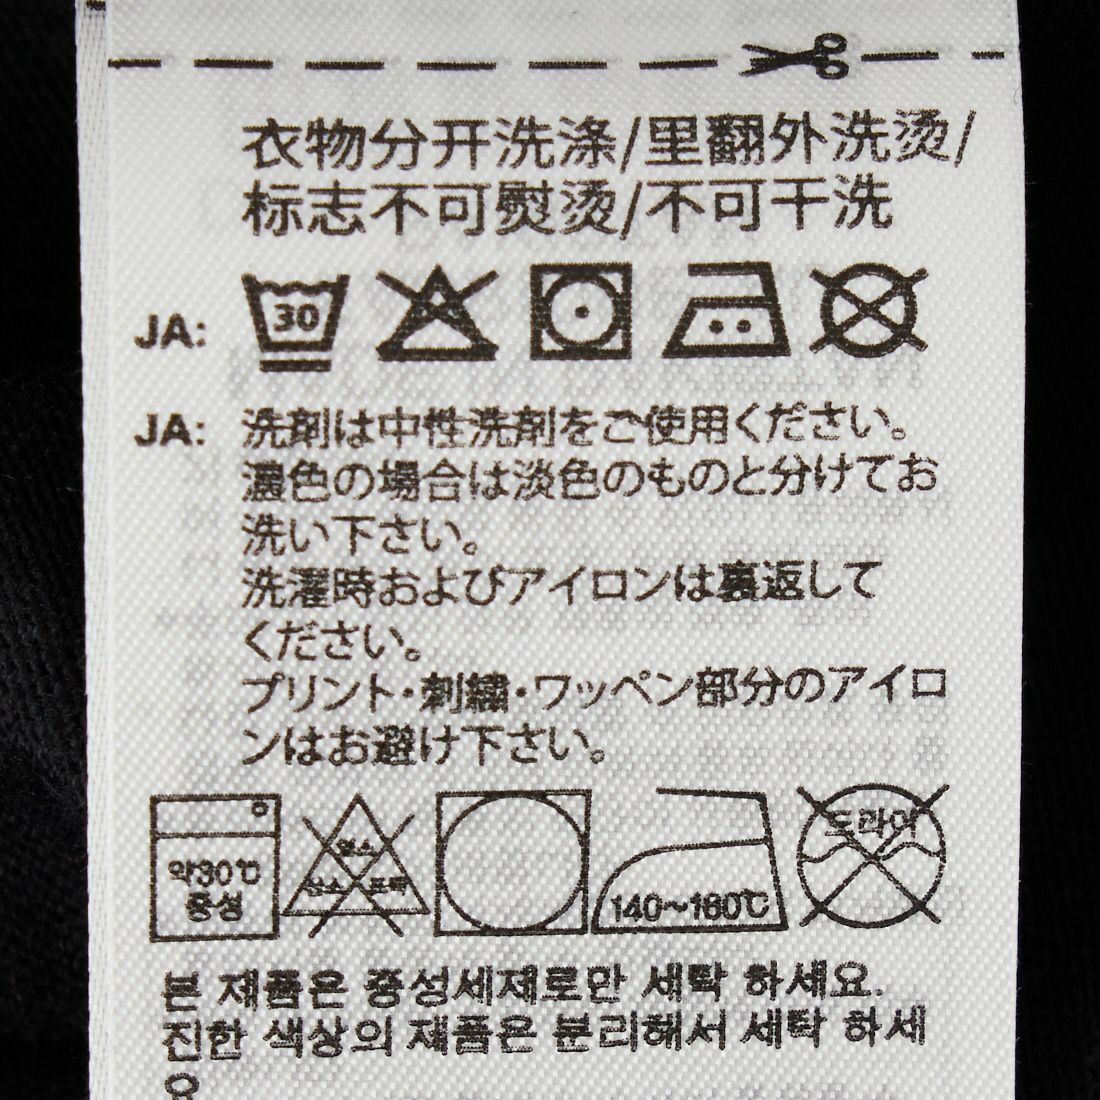 衣物分开洗涤/里翻外洗烫/
标志不可熨烫/不可干洗
JA: 30
JA: 洗剤は中性洗剤をご使用ください。
濃色の場合は淡色のものと分けてお
洗い下さい。
洗濯時およびアイロンは裏返して
ください。
プリント・刺繍・ワッペン部分のアイロ
ンはお避け下さい。
약30℃
중성
염소
산소 표백
140~160℃
드라이
본 제품은 중성세제로만 세탁 하세요.
진한 색상의 제품은 분리해서 세탁 하세
요